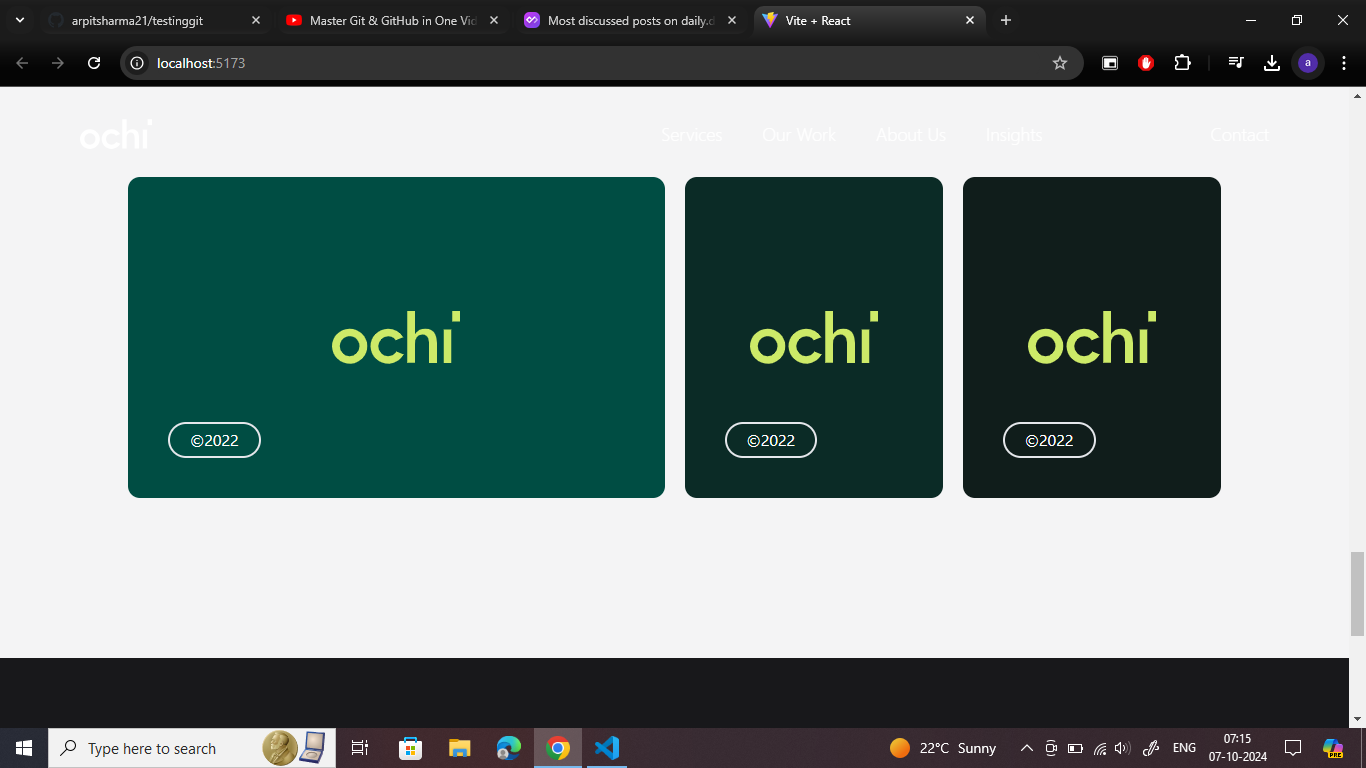 arpitsharma21/testinggit
Master Git & GitHub in One Vid
Most discussed posts on daily.d
Vite + React
localhost:5173
a
ochi
Services Our Work About Us Insights Contact
ochi ochi ochi
©2022 ©2022 ©2022
Type here to search
22°C Sunny
ENG
07:15
07-10-2024
PRE